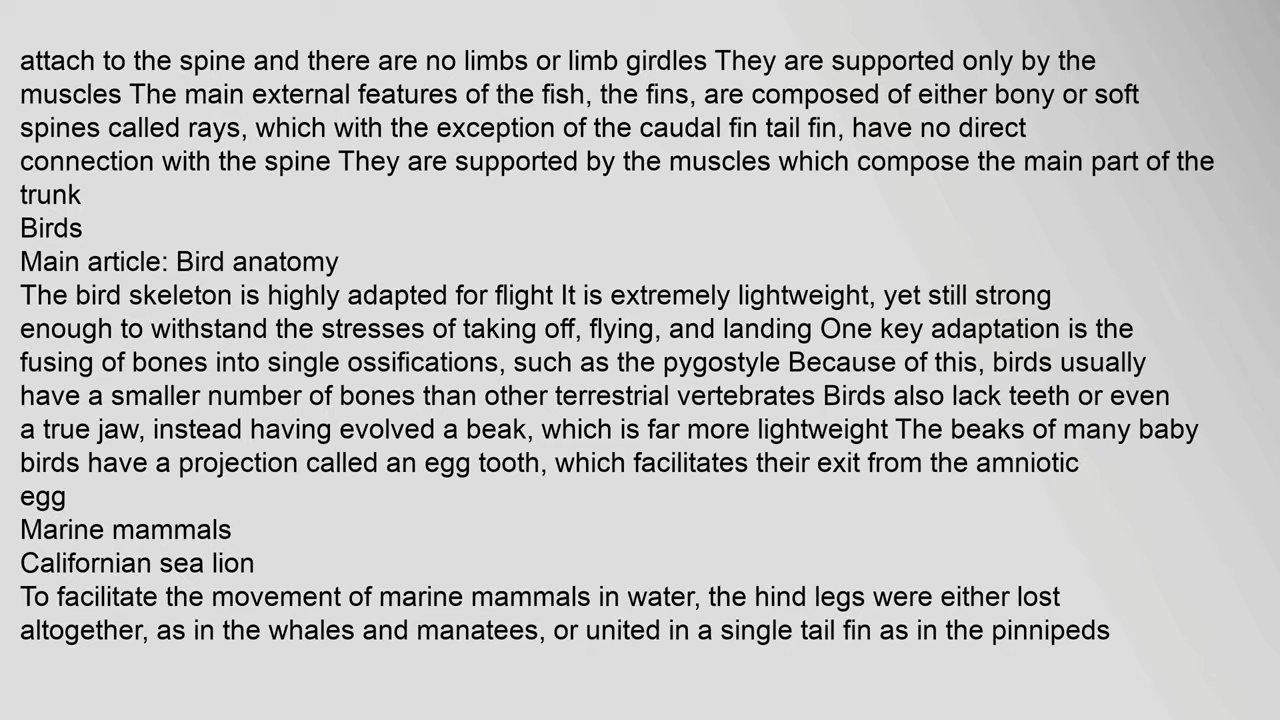 attach to the spine and there are no limbs or limb girdles They are supported only by the
muscles The main external features of the fish, the fins, are composed of either bony or soft
spines called rays, which with the exception of the caudal fin tail fin, have no direct
connection with the spine They are supported by the muscles which compose the main part of the
trunk
Birds
Main article: Bird anatomy
The bird skeleton is highly adapted for flight It is extremely lightweight, yet still strong
enough to withstand the stresses of taking off, flying, and landing One key adaptation is the
fusing of bones into single ossifications, such as the pygostyle Because of this, birds usually
have a smaller number of bones than other terrestrial vertebrates Birds also lack teeth or even
a true jaw, instead having evolved a beak, which is far more lightweight The beaks of many baby
birds have a projection called an egg tooth, which facilitates their exit from the amniotic
egg
Marine mammals
Californian sea lion
To facilitate the movement of marine mammals in water, the hind legs were either lost
altogether, as in the whales and manatees, or united in a single tail fin as in the pinnipeds